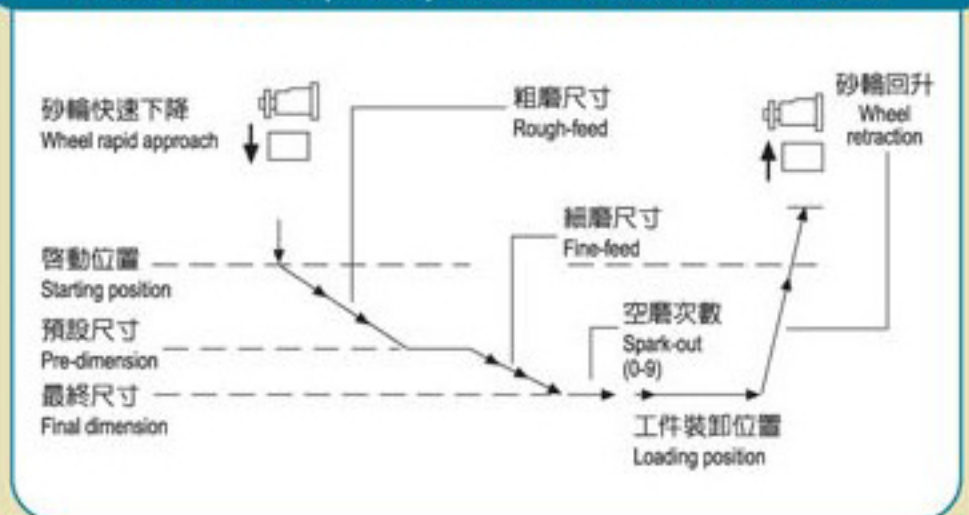 砂輪快速下降
Wheel rapid approach
粗磨尺寸
Rough-feed
砂輪回升
Wheel
retraction
細磨尺寸
Fine-feed
啓動位置
Starting position
預設尺寸
Pre-dimension
空磨次數
Spark-out
(0-9)
最終尺寸
Final dimension
工件裝卸位置
Loading position